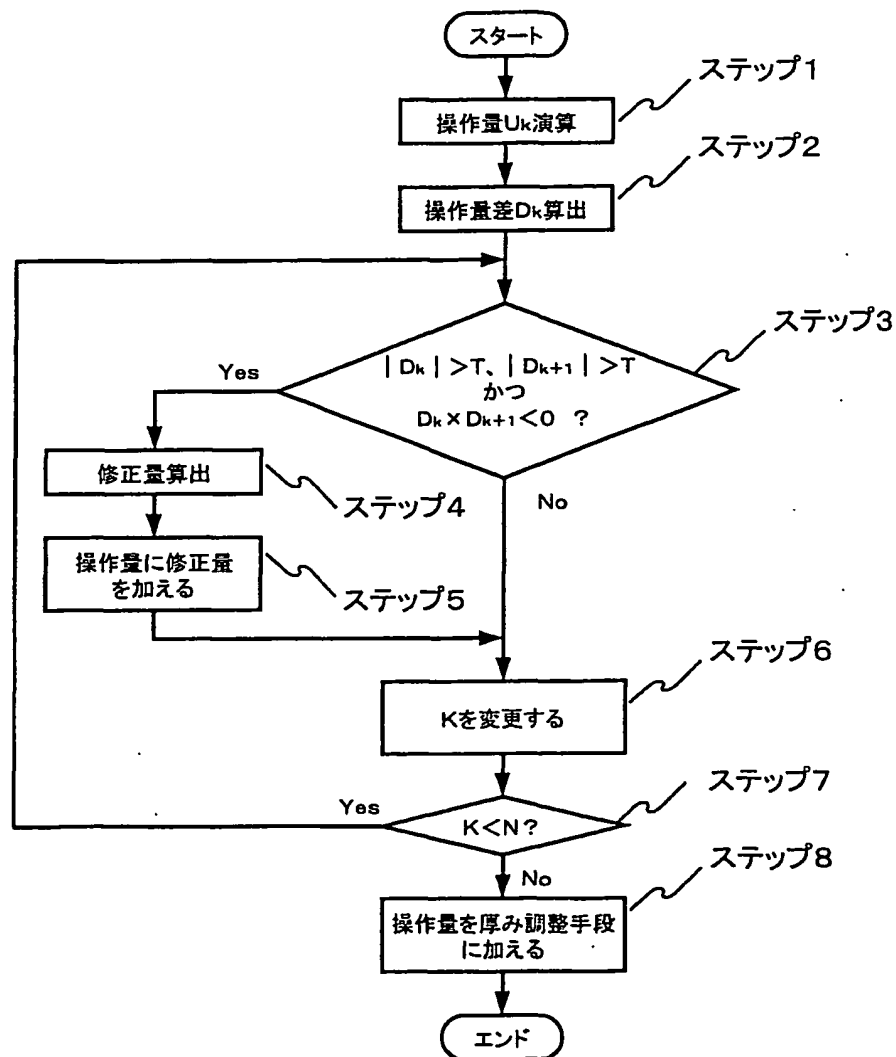 スタート
ステップ1
操作量Uk演算
ステップ2
操作量差Dk算出
ステップ3
|Dk|>T、|Dk+1|>T
かつ
Dk×Dk+1<0 ?
Yes
No
修正量算出
ステップ4
操作量に修正量
を加える
ステップ5
ステップ6
Kを変更する
ステップ7
Yes
K<N?
No
ステップ8
操作量を厚み調整手段
に加える
エンド